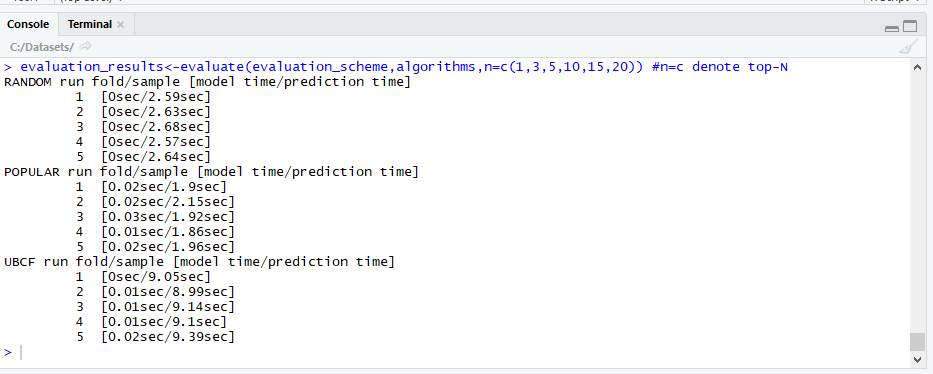 Console Terminal ×
C:/Datasets/
> evaluation_results<-evaluate(evaluation_scheme,algorithms,n=c(1,3,5,10,15,20)) #n=c denote top-N
RANDOM run fold/sample [model time/prediction time]
1 [0sec/2.59sec]
2 [0sec/2.63sec]
3 [0sec/2.68sec]
4 [0sec/2.57sec]
5 [0sec/2.64sec]
POPULAR run fold/sample [model time/prediction time]
1 [0.02sec/1.9sec]
2 [0.02sec/2.15sec]
3 [0.03sec/1.92sec]
4 [0.01sec/1.86sec]
5 [0.02sec/1.96sec]
UBCF run fold/sample [model time/prediction time]
1 [0sec/9.05sec]
2 [0.01sec/8.99sec]
3 [0.01sec/9.14sec]
4 [0.01sec/9.1sec]
5 [0.02sec/9.39sec]
>